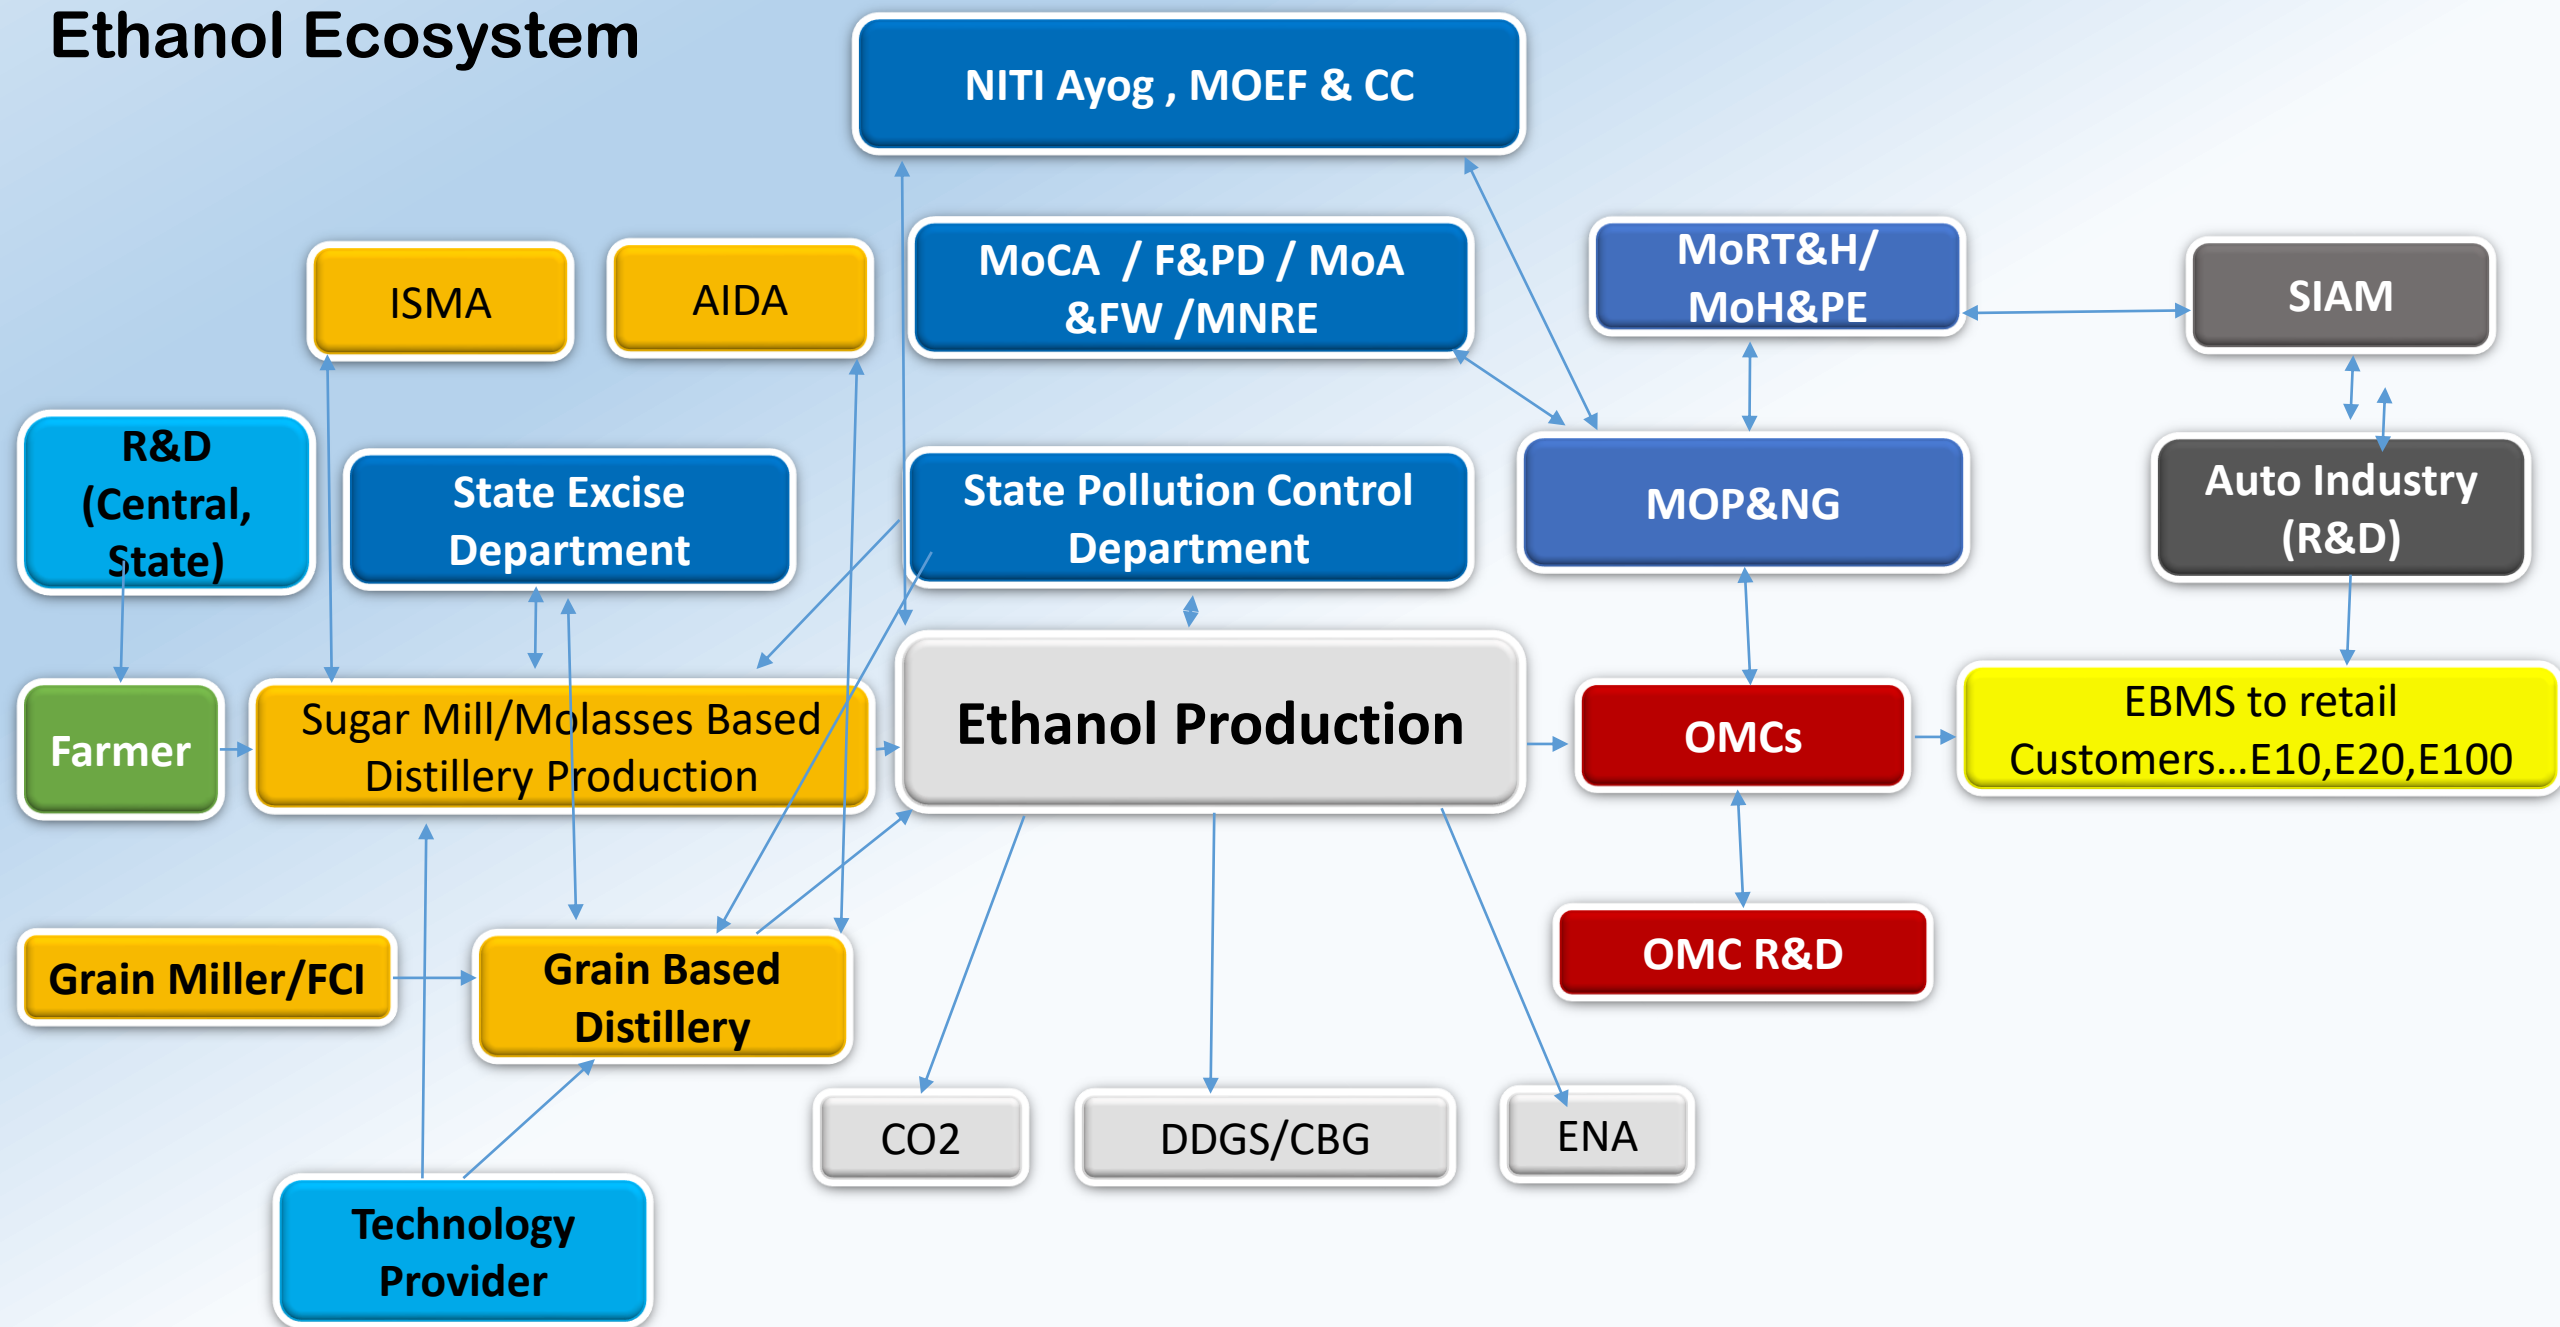 Ethanol Ecosystem
NITI Ayog , MOEF & CC
ISMA
AIDA
MoCA / F&PD / MoA
&FW /MNRE
MoRT&H/
MoH&PE
SIAM
R&D
(Central,
State)
State Excise
Department
State Pollution Control
Department
MOP&NG
Auto Industry
(R&D)
Farmer
Sugar Mill/Molasses Based
Distillery Production
Ethanol Production
OMCs
EBMS to retail
Customers...E10,E20,E100
Grain Miller/FCI
Grain Based
Distillery
OMC R&D
CO2
DDGS/CBG
ENA
Technology
Provider